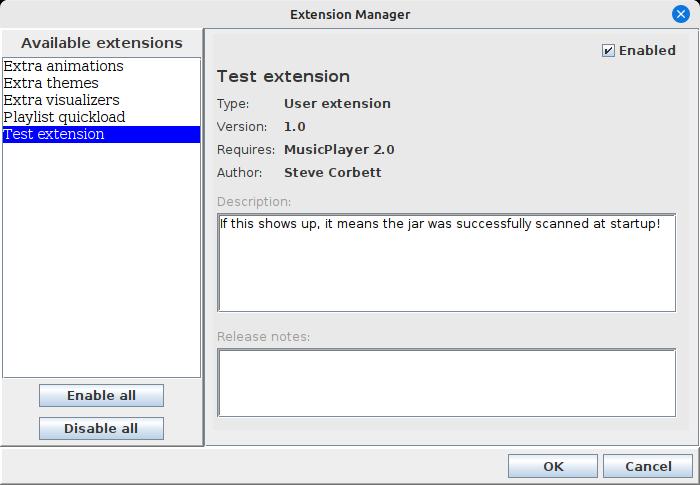 Extension Manager
Available extensions
Extra animations
Extra themes
Extra visualizers
Playlist quickload
Test extension
Enable all
Disable all
Enabled
Test extension
Type: User extension
Version: 1.0
Requires: MusicPlayer 2.0
Author: Steve Corbett
Description:
If this shows up, it means the jar was successfully scanned at startup!
Release notes:
OK
Cancel